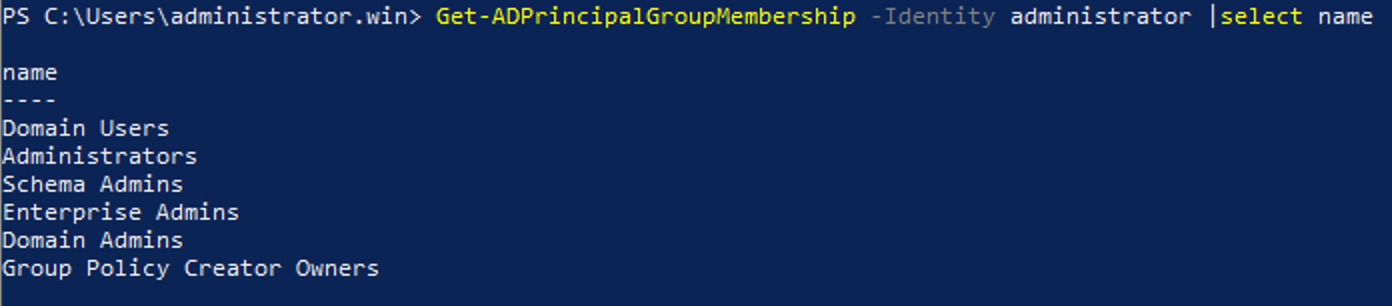 PS C:\Users\administrator.win> Get-ADPrincipalGroupMembership -Identity administrator |select name
name
----
Domain Users
Administrators
Schema Admins
Enterprise Admins
Domain Admins
Group Policy Creator Owners